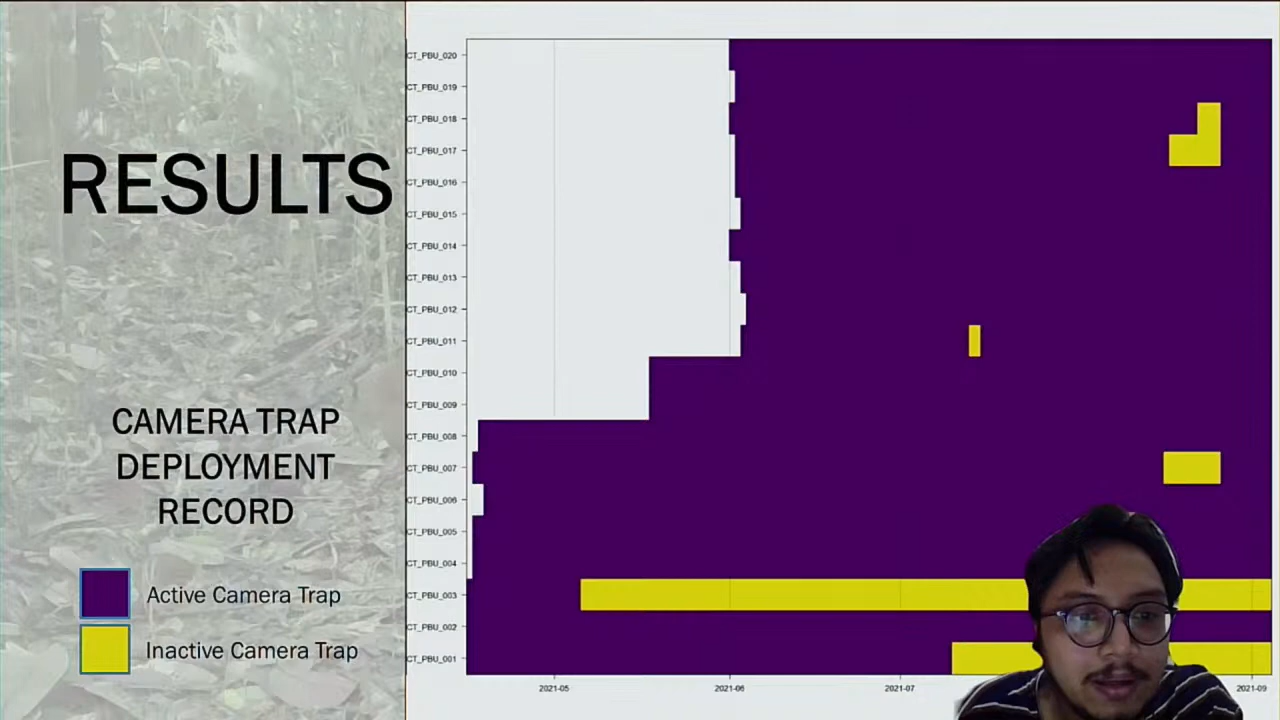 RESULTS
CAMERA TRAP
DEPLOYMENT
RECORD
Active Camera Trap
Inactive Camera Trap
CT_PBU_020
CT_PBU_019
CT_PBU_018
CT_PBU_017
CT_PBU_016
CT_PBU_015
CT_PBU_014
CT_PBU_013
CT_PBU_012
CT_PBU_011
CT_PBU_010
CT_PBU_009
CT_PBU_008
CT_PBU_007
CT_PBU_006
CT_PBU_005
CT_PBU_004
CT_PBU_003
CT_PBU_002
CT_PBU_001
2021-05
2021-06
2021-07
2021-09